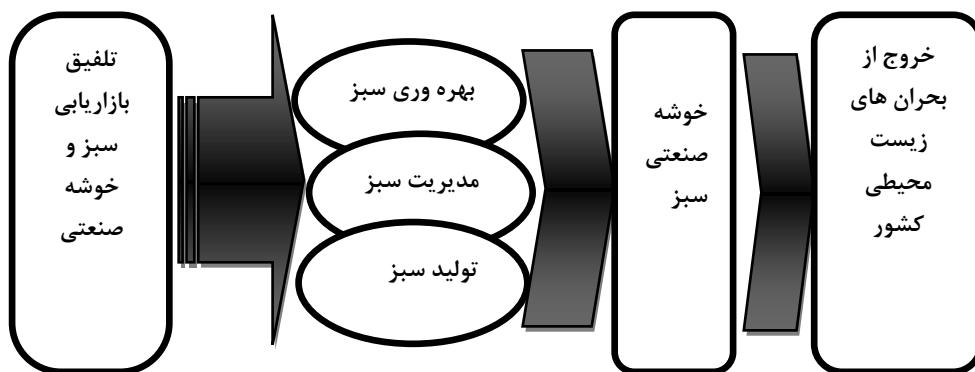 تلفیق
بازاریابی
سبز و
خوشه
صنعتی
بهره وری سبز
مدیریت سبز
تولید سبز
خوشه
صنعتی
سبز
خروج از
بحران های
زیست
محیطی
کشور